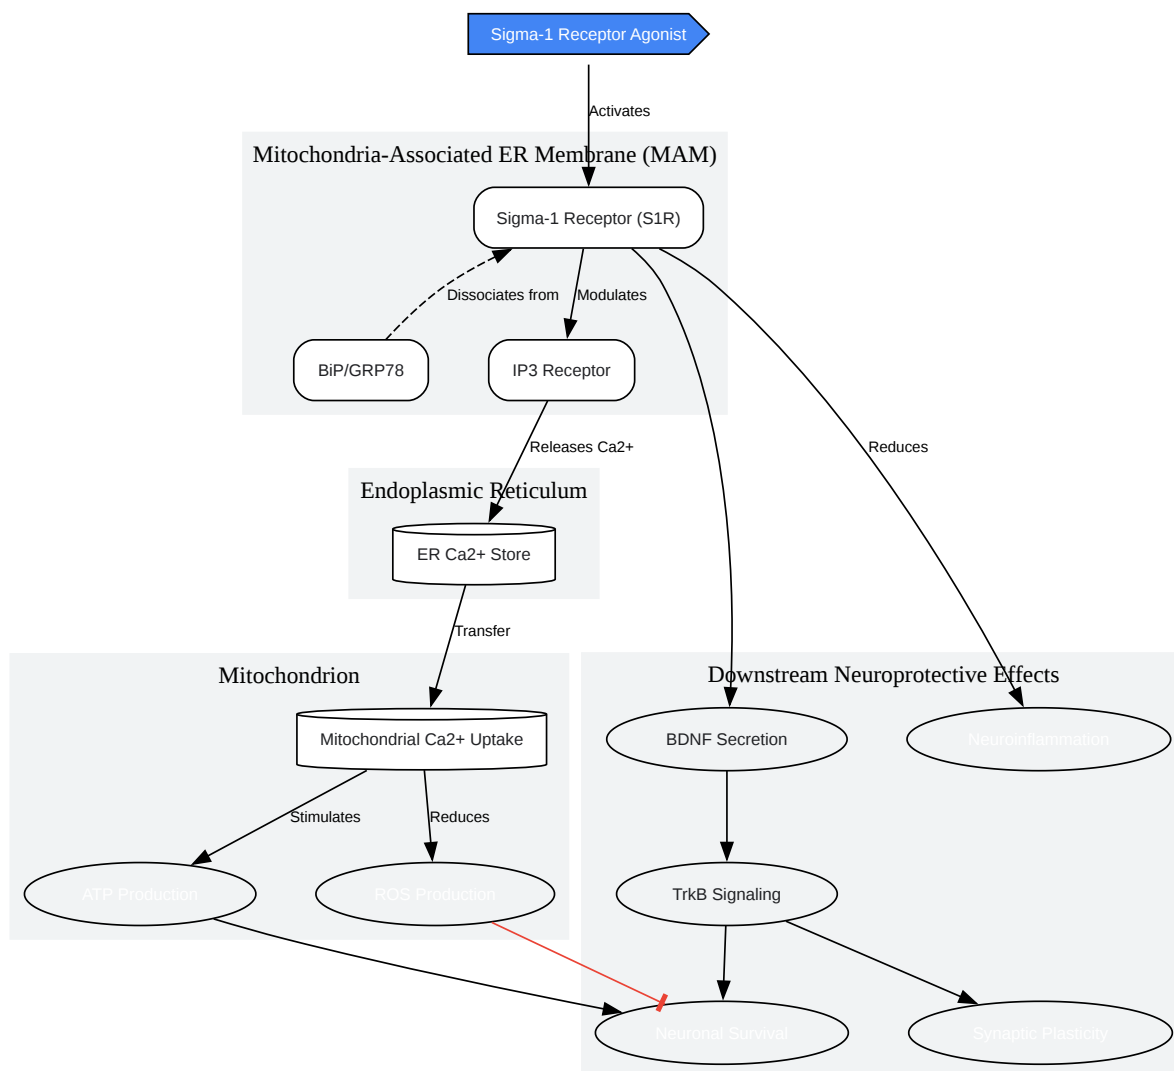 Sigma-1 Receptor Agonist
Activates
Mitochondria-Associated ER Membrane (MAM)
Sigma-1 Receptor (S1R)
Dissociates from
Modulates
BiP/GRP78
IP3 Receptor
Releases Ca2+
Reduces
Endoplasmic Reticulum
ER Ca2+ Store
Transfer
Mitochondrion
Downstream Neuroprotective Effects
Mitochondrial Ca2+ Uptake
BDNF Secretion
Neuroinflammation
Stimulates
Reduces
ATP Production
ROS Production
TrkB Signaling
Neuronal Survival
Synaptic Plasticity